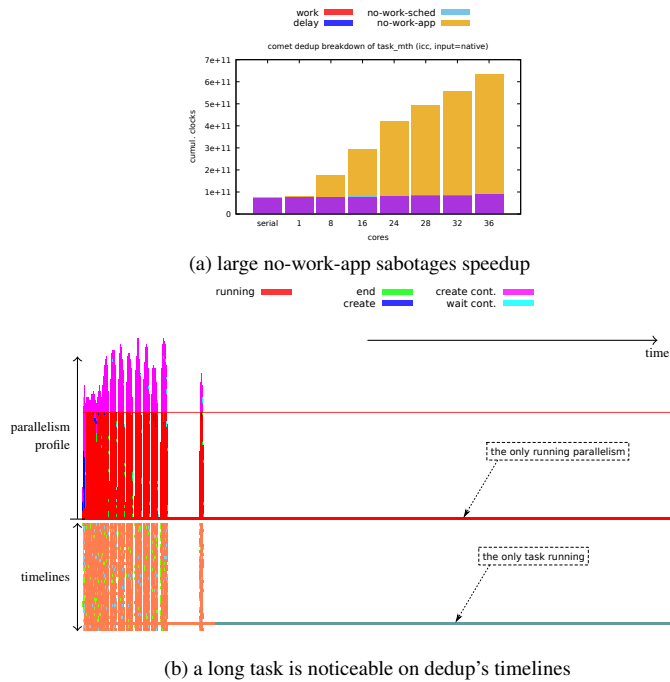 work no-work-sched
delay no-work-app
comet dedup breakdown of task_mth (icc, input=native)
7e+11
6e+11
5e+11
4e+11
3e+11
2e+11
1e+11
0
cumul. clocks
serial 1 8 16 24 28 32 36
cores
(a) large no-work-app sabotages speedup
running end create cont.
create wait cont.
time
parallelism
profile
the only running parallelism
the only task running
timelines
(b) a long task is noticeable on dedup's timelines